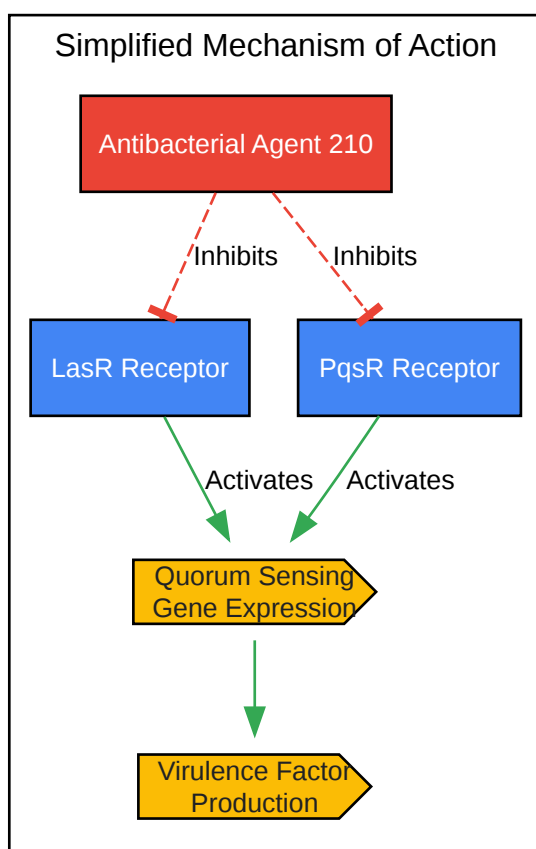 Simplified Mechanism of Action
Antibacterial Agent 210
Inhibits
Inhibits
LasR Receptor
PqsR Receptor
Activates
Activates
Quorum Sensing
Gene Expression
Virulence Factor
Production